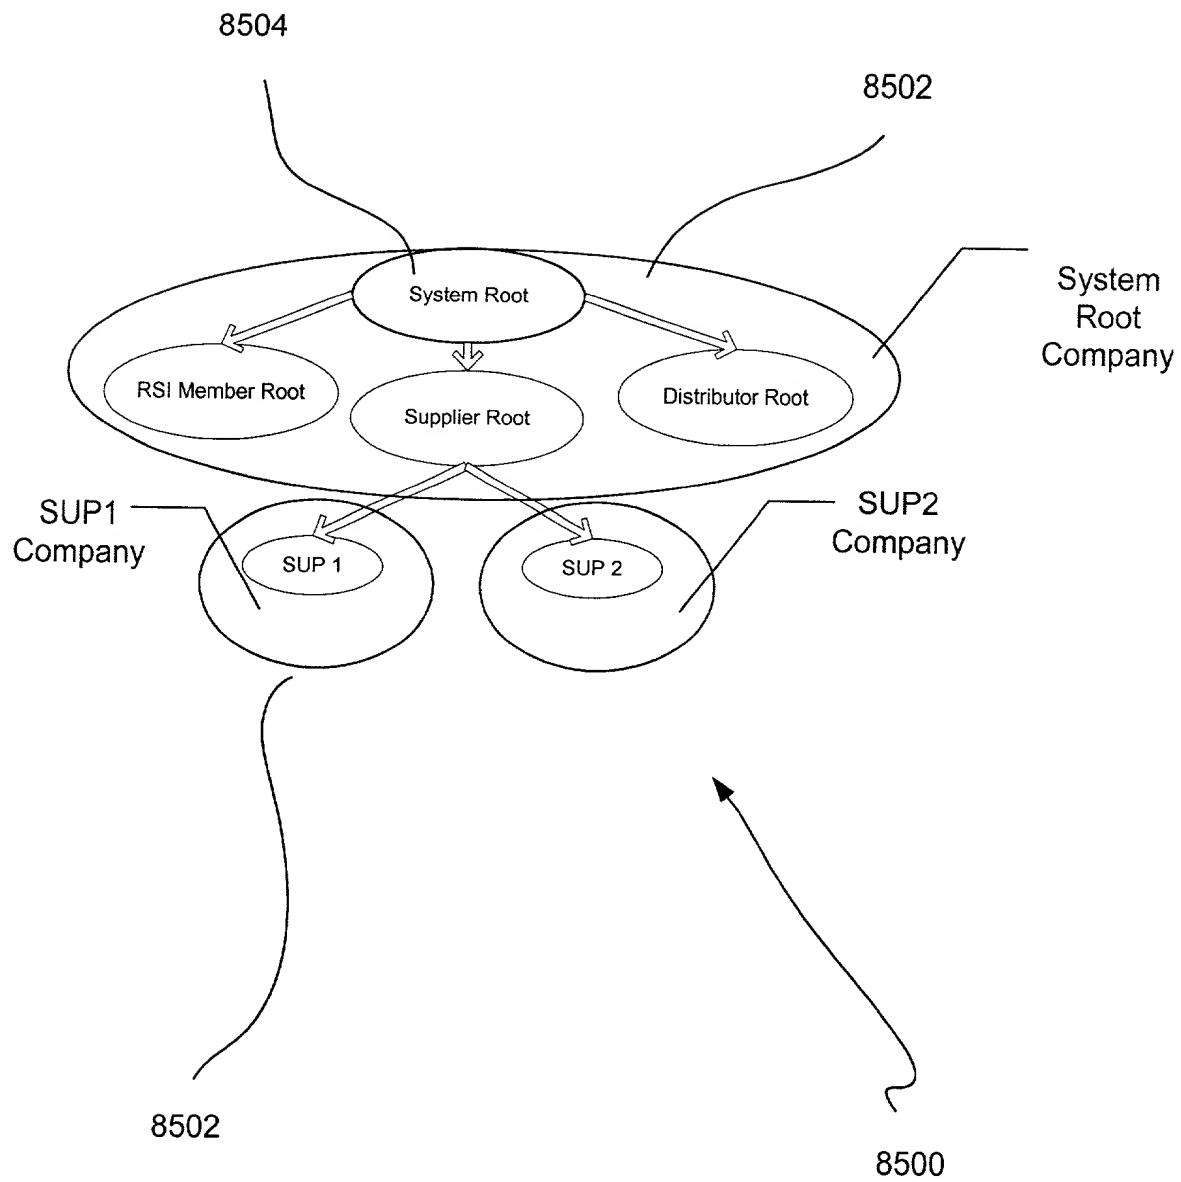 8504
8502
System Root
System
Root
Company
RSI Member Root
Supplier Root
Distributor Root
SUP1
Company
SUP2
Company
SUP 1
SUP 2
8502
8500